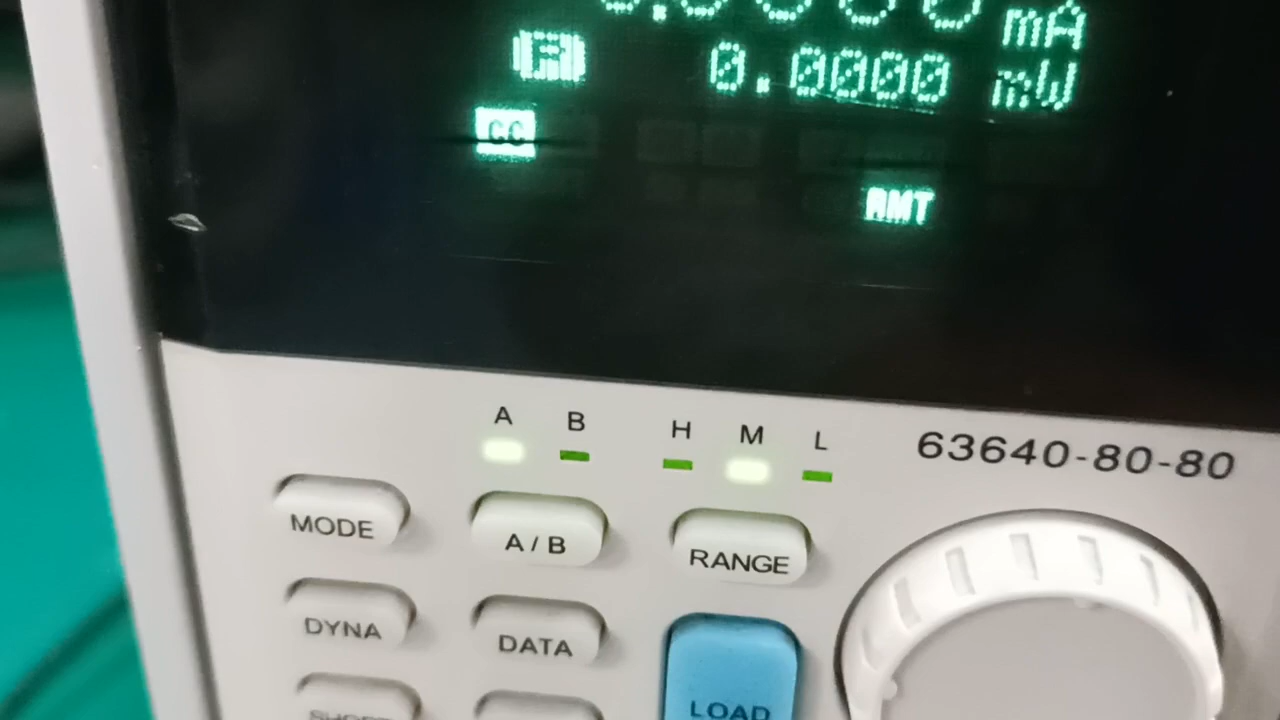 mA
P 0.0000 mW
CC
RMT
A B H M L
63640-80-80
MODE A/B RANGE
DYNA DATA
LOAD